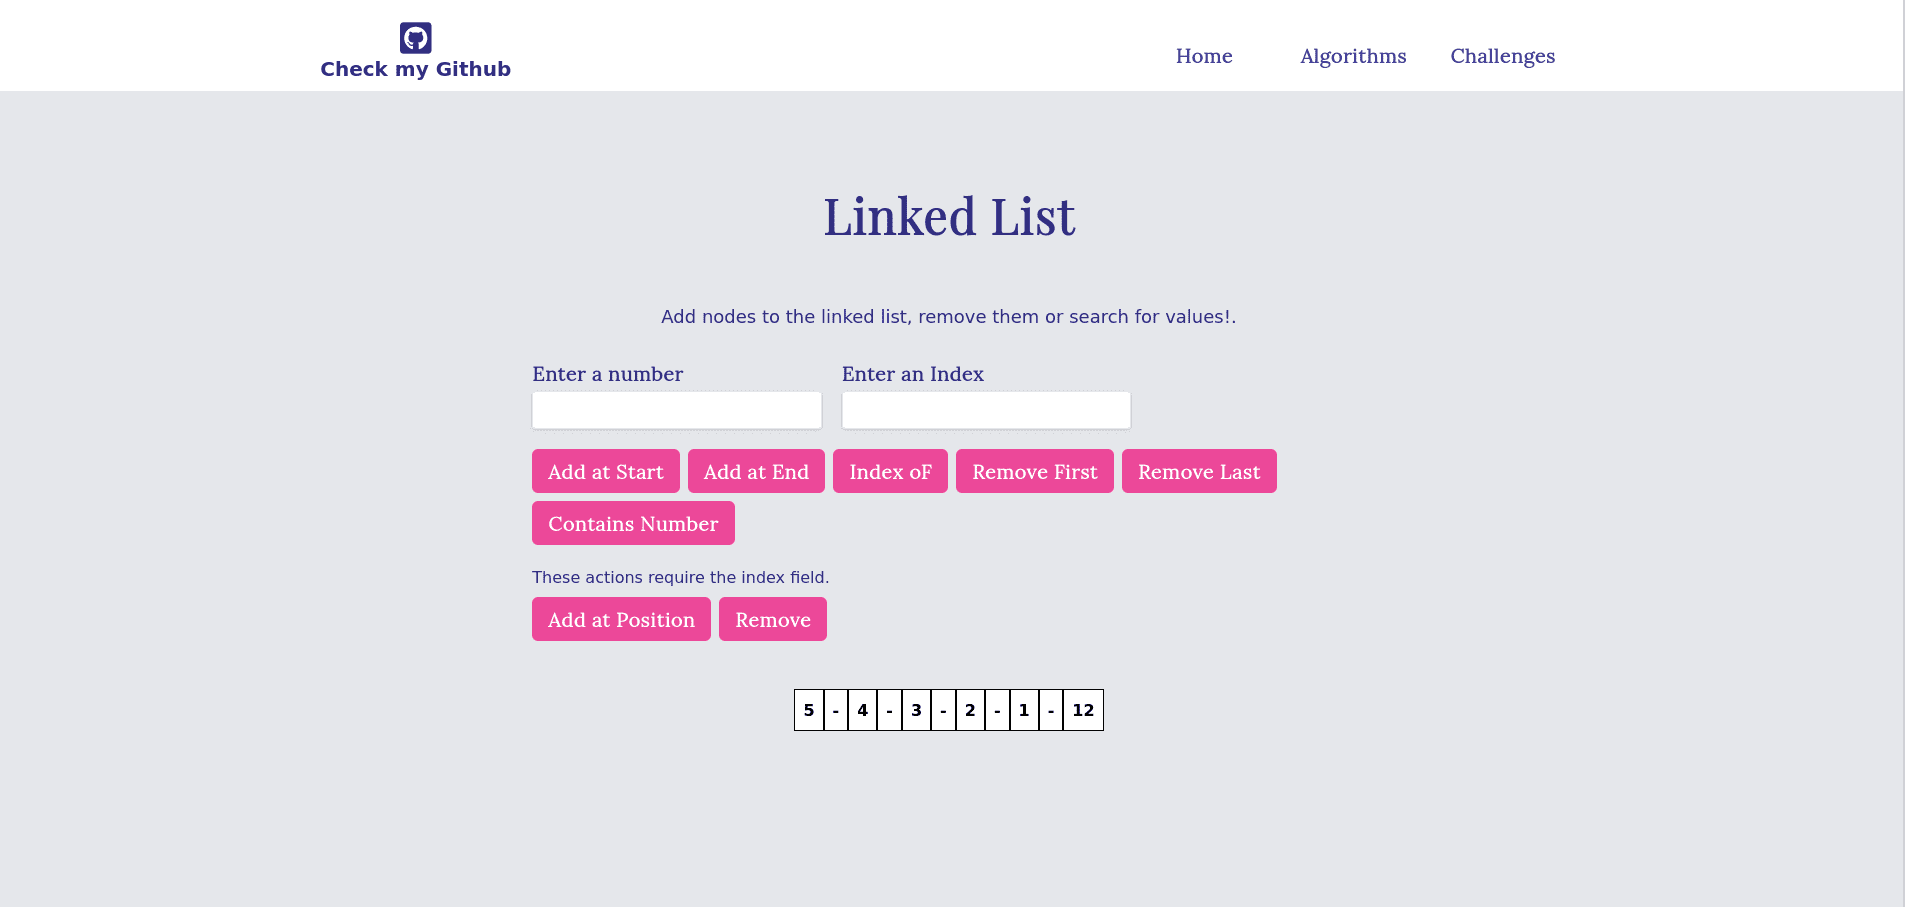 Check my Github
Home Algorithms Challenges
Linked List
Add nodes to the linked list, remove them or search for values!.
Enter a number Enter an Index
Add at Start Add at End Index oF Remove First Remove Last
Contains Number
These actions require the index field.
Add at Position Remove
5 - 4 - 3 - 2 - 1 - 12